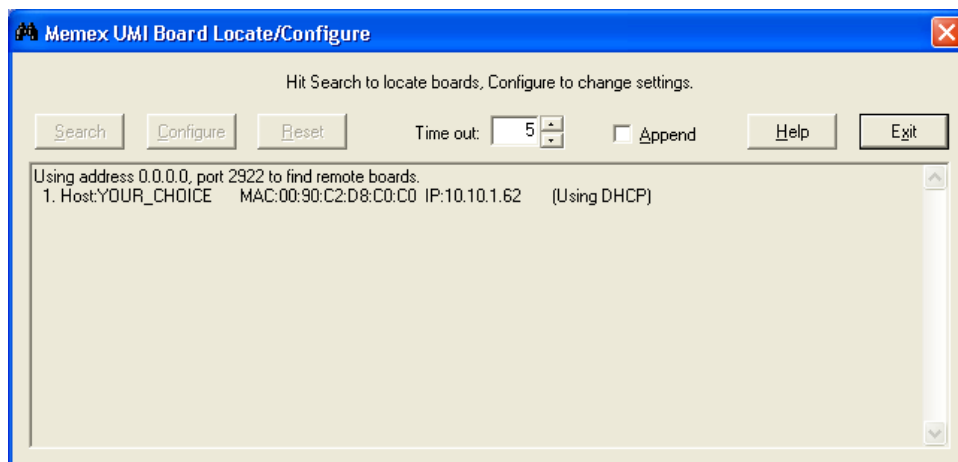 Memex UMI Board Locate/Configure
Hit Search to locate boards, Configure to change settings.
Search Configure Reset Time out: 5 Append Help Exit
Using address 0.0.0.0, port 2922 to find remote boards.
1. Host:YOUR_CHOICE MAC:00:90:C2:D8:C0:C0 IP:10.10.1.62 (Using DHCP)